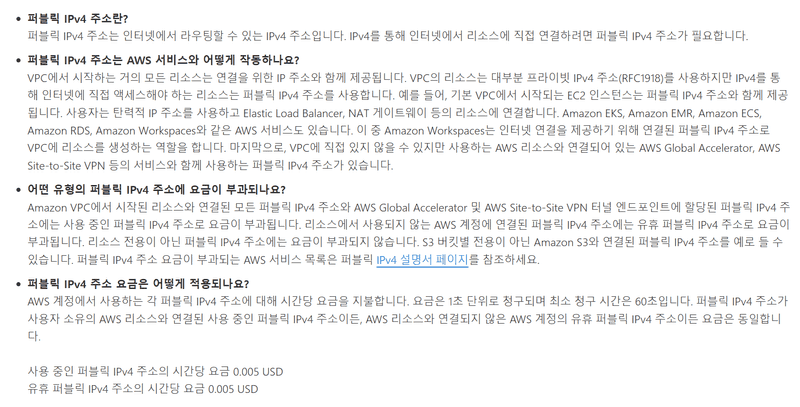 퍼블릭 IPv4 주소란?
퍼블릭 IPv4 주소는 인터넷에서 라우팅할 수 있는 IPv4 주소입니다. IPv4를 통해 인터넷에서 리소스에 직접 연결하려면 퍼블릭 IPv4 주소가 필요합니다.
퍼블릭 IPv4 주소는 AWS 서비스와 어떻게 작동하나요?
VPC에서 시작하는 거의 모든 리소스는 연결을 위한 IP 주소와 함께 제공됩니다. VPC의 리소스는 대부분 프라이빗 IPv4 주소(RFC1918)를 사용하지만 IPv4를 통
해 인터넷에 직접 액세스해야 하는 리소스는 퍼블릭 IPv4 주소를 사용합니다. 예를 들어, 기본 VPC에서 시작되는 EC2 인스턴스는 퍼블릭 IPv4 주소와 함께 제공
됩니다. 사용자는 탄력적 IP 주소를 사용하고 Elastic Load Balancer, NAT 게이트웨이 등의 리소스에 연결합니다. Amazon EKS, Amazon EMR, Amazon ECS,
Amazon RDS, Amazon Workspaces와 같은 AWS 서비스도 있습니다. 이 중 Amazon Workspaces는 인터넷 연결을 제공하기 위해 연결된 퍼블릭 IPv4 주소로
VPC에 리소스를 생성하는 역할을 합니다. 마지막으로, VPC에 직접 있지 않을 수 있지만 사용하는 AWS 리소스와 연결되어 있는 AWS Global Accelerator, AWS
Site-to-Site VPN 등의 서비스와 함께 사용하는 퍼블릭 IPv4 주소가 있습니다.
어떤 유형의 퍼블릭 IPv4 주소에 요금이 부과되나요?
Amazon VPC에서 시작된 리소스와 연결된 모든 퍼블릭 IPv4 주소와 AWS Global Accelerator 및 AWS Site-to-Site VPN 터널 엔드포인트에 할당된 퍼블릭 IPv4 주
소에는 사용 중인 퍼블릭 IPv4 주소로 요금이 부과됩니다. 리소스에서 사용되지 않는 AWS 계정에 연결된 퍼블릭 IPv4 주소에는 유휴 퍼블릭 IPv4 주소로 요금이
부과됩니다. 리소스 전용이 아닌 퍼블릭 IPv4 주소에는 요금이 부과되지 않습니다. S3 버킷별 전용이 아닌 Amazon S3와 연결된 퍼블릭 IPv4 주소를 예로 들 수
있습니다. 퍼블릭 IPv4 주소 요금이 부과되는 AWS 서비스 목록은 퍼블릭 IPv4 설명서 페이지를 참조하세요.
퍼블릭 IPv4 주소 요금은 어떻게 적용되나요?
AWS 계정에서 사용하는 각 퍼블릭 IPv4 주소에 대해 시간당 요금을 지불합니다. 요금은 1초 단위로 청구되며 최소 청구 시간은 60초입니다. 퍼블릭 IPv4 주소가
사용자 소유의 AWS 리소스와 연결된 사용 중인 퍼블릭 IPv4 주소이든, AWS 리소스와 연결되지 않은 AWS 계정의 유휴 퍼블릭 IPv4 주소이든 요금은 동일합니
다.
사용 중인 퍼블릭 IPv4 주소의 시간당 요금 0.005 USD
유휴 퍼블릭 IPv4 주소의 시간당 요금 0.005 USD